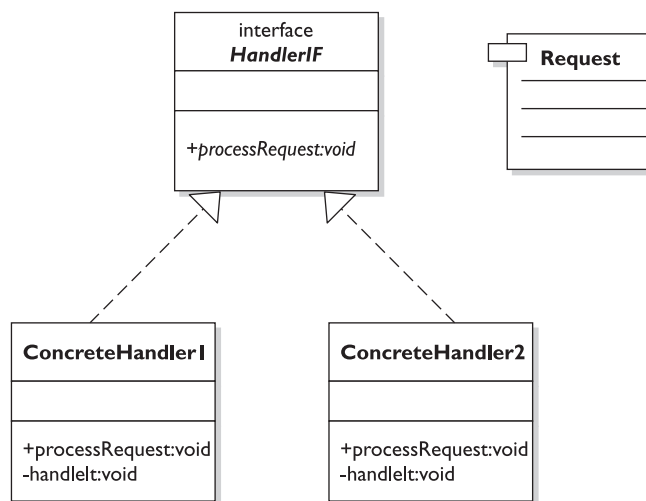 interface
HandlerIF
+processRequest:void
Request
ConcreteHandler1
+processRequest:void
-handleIt:void
ConcreteHandler2
+processRequest:void
-handleIt:void